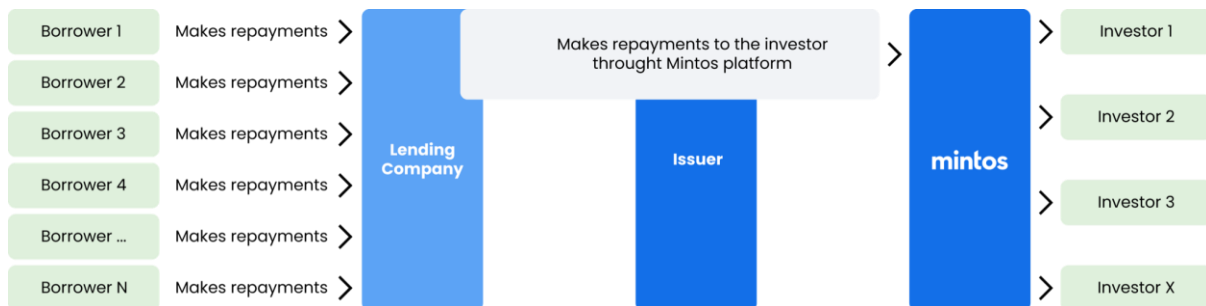 Borrower 1 Makes repayments
Borrower 2 Makes repayments
Borrower 3 Makes repayments
Borrower 4 Makes repayments
Borrower ... Makes repayments
Borrower N Makes repayments
Lending
Company
Makes repayments to the investor
throught Mintos platform
Issuer
mintos
Investor 1
Investor 2
Investor 3
Investor X